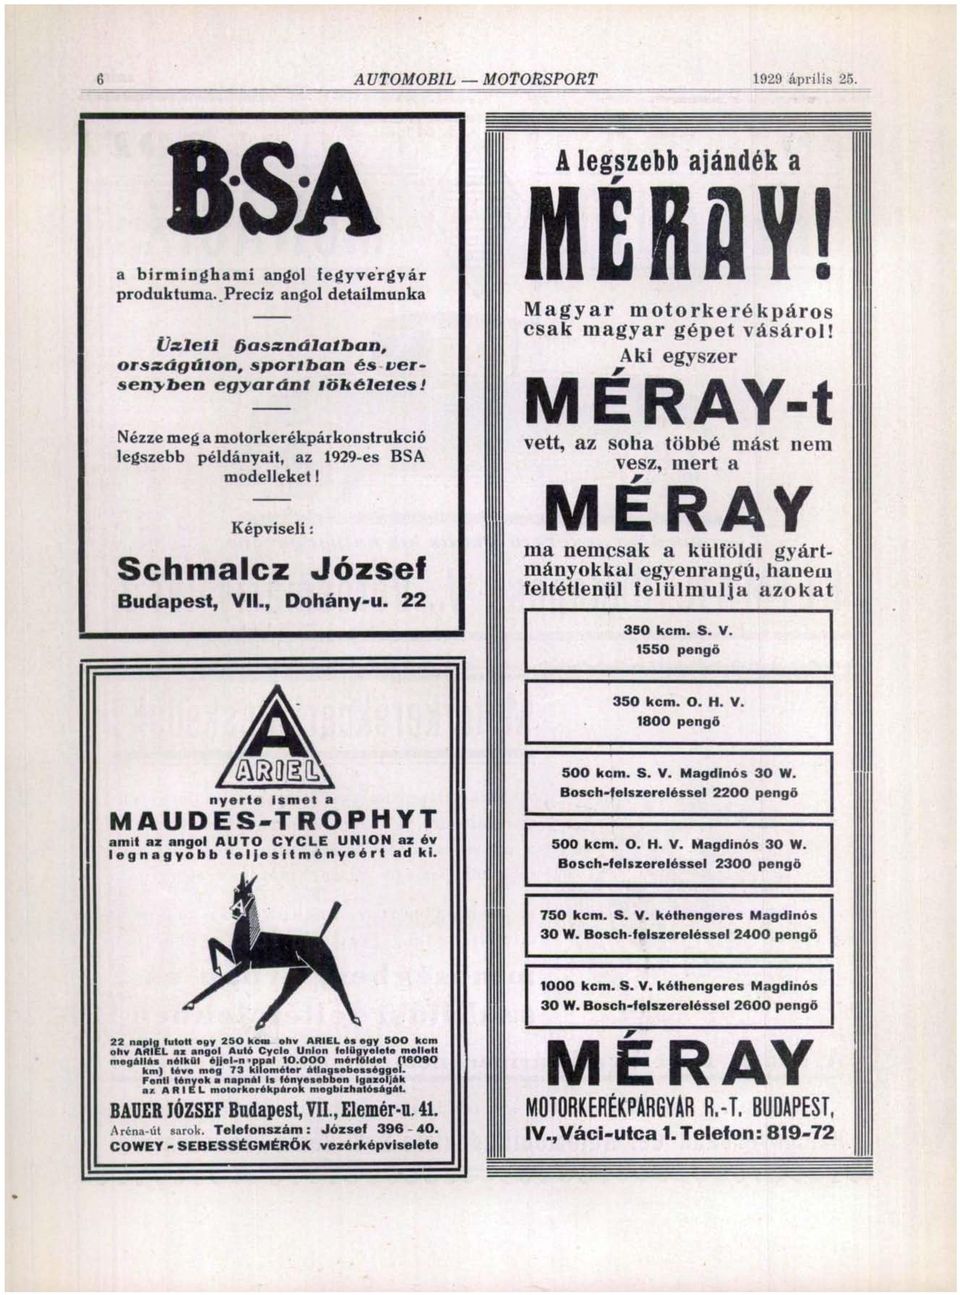 6 AUTOMOBIL — MOTORSPORT 1929 április 25.
B·S·A
a birminghami angol fegyvergyár
produktuma. Preciz angol detailmunka
Üzleti használatban,
országúton, sportban és ver-
senyben egyaránt tökéletes!
Nézze meg a motorkerékpárkonstrukció
legszebb példányait, az 1929-es BSA
modelleket!
Képviseli:
Schmalcz József
Budapest, VII., Dohány-u. 22
A
ARIEL
nyerte ismet a
MAUDES-TROPHYT
amit az angol AUTO CYCLE UNION az év
legnagyobb teljesítményeért ad ki.
22 napig futott egy 250 kcm ohv ARIEL és egy 500 kcm
ohv ARIEL az angol Autó Cycle Union felügyelete mellett
megállás nélkül éjjel-nappal 10.000 mérföldet (16090
km) téve meg 73 kilométer átlagsebességgel.
Fenti tények a napnál is fényesebben igazolják
az ARIEL motorkerékpárok megbizhatóságát.
BAUER JÓZSEF Budapest, VII., Elemér-u. 41.
Aréna-út sarok. Telefonszám: József 396-40.
COWEY-SEBESSÉGMÉRŐK vezérképviselete
A legszebb ajándék a
MÉRAY!
Magyar motorkerékpáros
csak magyar gépet vásárol!
Aki egyszer
MÉRAY-t
vett, az soha többé mást nem
vesz, mert a
MÉRAY
ma nemcsak a külföldi gyárt-
mányokkal egyenrangú, hanem
feltétlenül felülmulja azokat
350 kcm. S. V.
1550 pengő
350 kcm. O. H. V.
1800 pengő
500 kcm. S. V. Magdinós 30 W.
Bosch-felszereléssel 2200 pengő
500 kcm. O. H. V. Magdinós 30 W.
Bosch-felszereléssel 2300 pengő
750 kcm. S. V. kéthengeres Magdinós
30 W. Bosch-felszereléssel 2400 pengő
1000 kcm. S. V. kéthengeres Magdinós
30 W. Bosch-felszereléssel 2600 pengő
MÉRAY
MOTORKERÉKPÁRGYÁR R.-T. BUDAPEST,
IV., Váci-utca 1. Telefon: 819-72